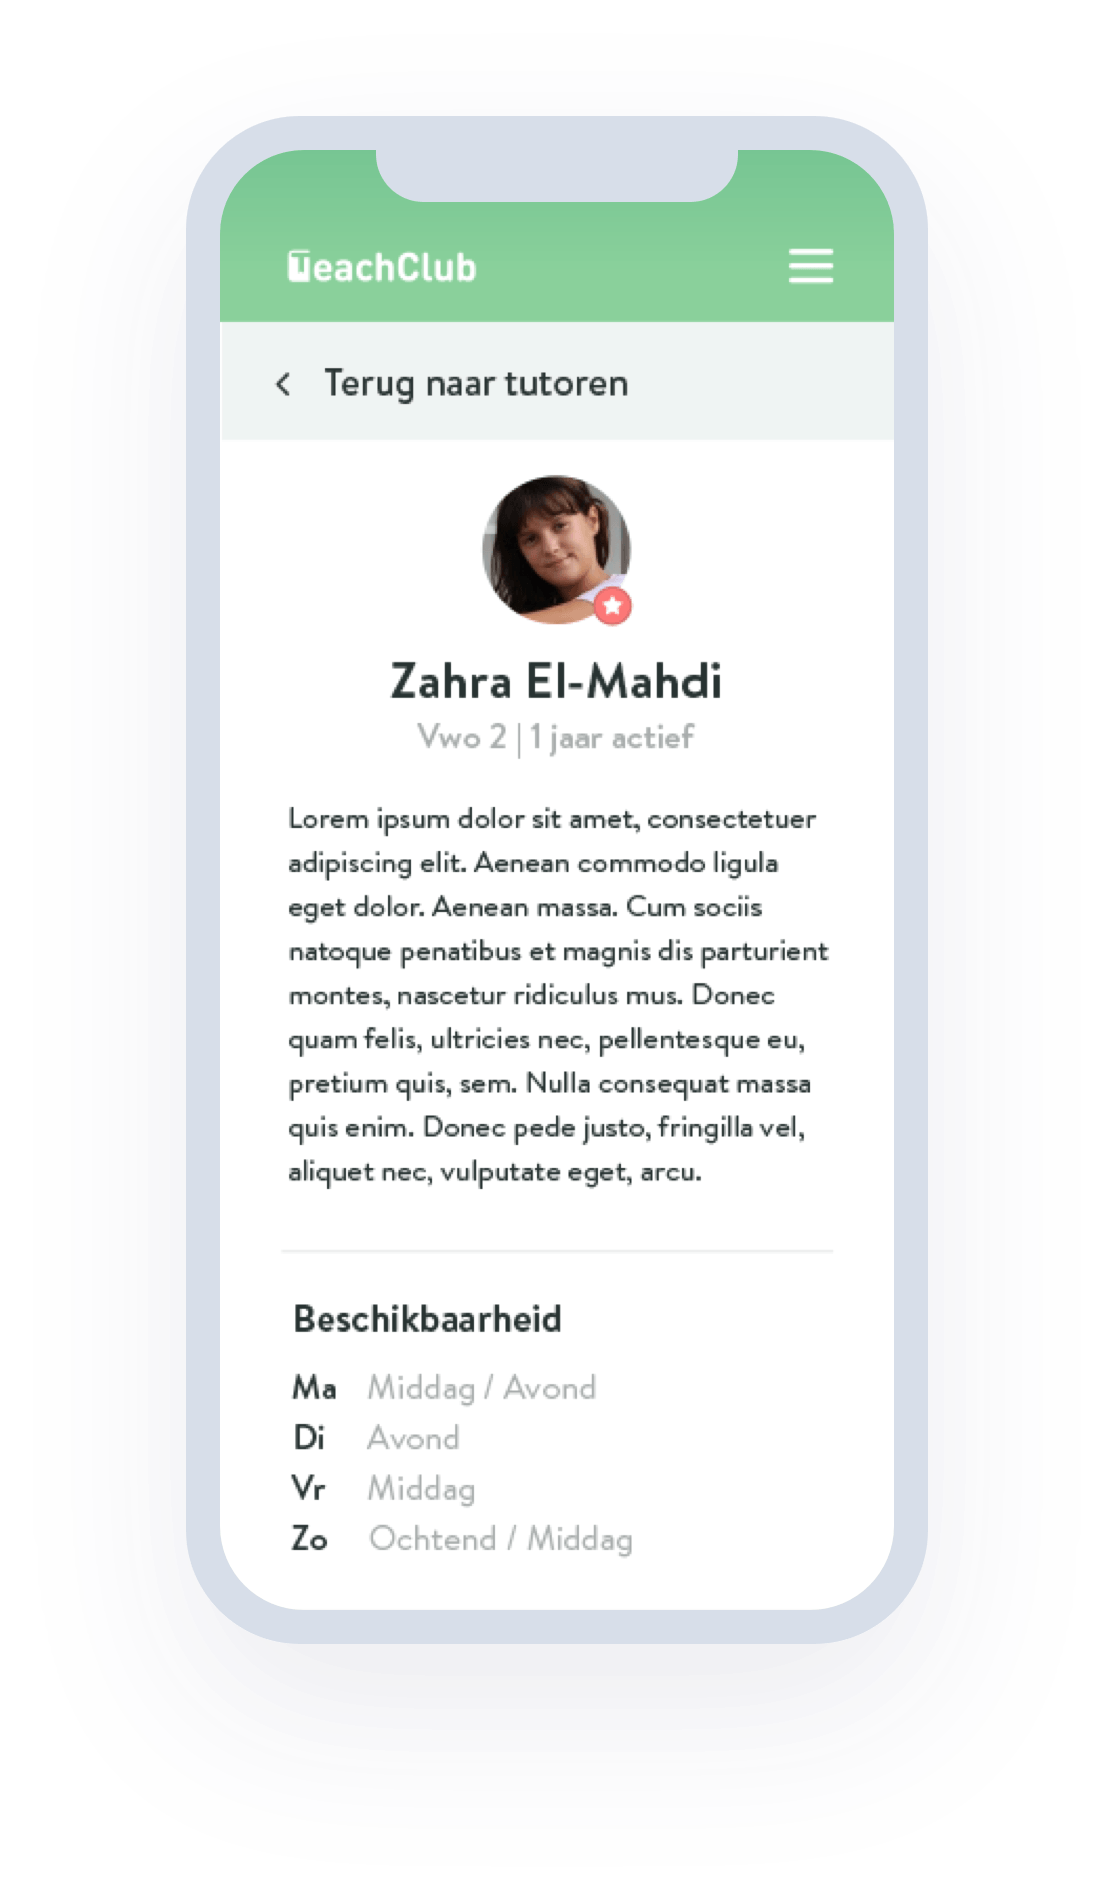 TeachClub
Terug naar tutoren
Zahra El-Mahdi
Vwo 2 | 1 jaar actief
Lorem ipsum dolor sit amet, consectetuer
adipiscing elit. Aenean commodo ligula
eget dolor. Aenean massa. Cum sociis
natoque penatibus et magnis dis parturient
montes, nascetur ridiculus mus. Donec
quam felis, ultricies nec, pellentesque eu,
pretium quis, sem. Nulla consequat massa
quis enim. Donec pede justo, fringilla vel,
aliquet nec, vulputate eget, arcu.
Beschikbaarheid
Ma Middag / Avond
Di Avond
Vr Middag
Zo Ochtend / Middag